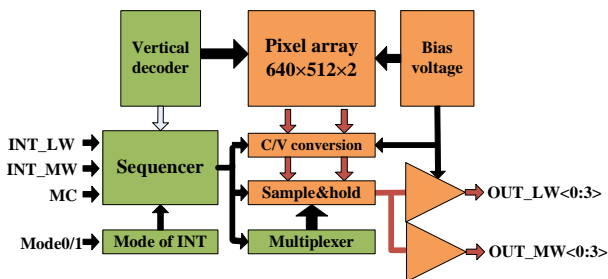 Vertical
decoder
Pixel array
640×512×2
Bias
voltage
INT_LW
INT_MW
MC
Sequencer
C/V conversion
Sample&hold
OUT_LW<0:3>
Mode0/1
Mode of INT
Multiplexer
OUT_MW<0:3>